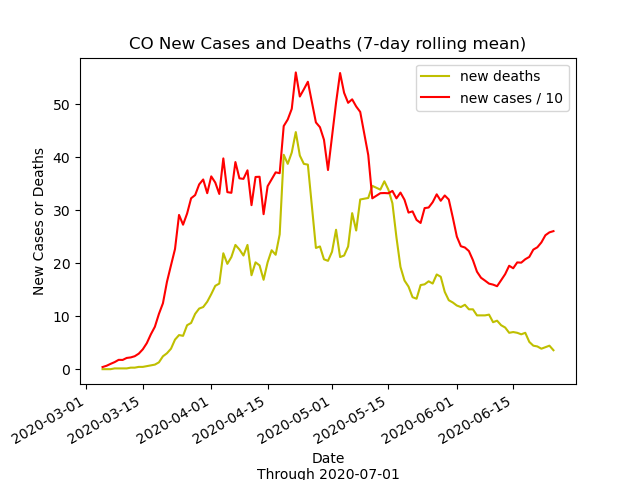 CO New Cases and Deaths (7-day rolling mean)
new deaths
new cases / 10
New Cases or Deaths
50
40
30
20
10
0
2020-03-01
2020-03-15
2020-04-01
2020-04-15
2020-05-01
2020-05-15
2020-06-01
2020-06-15
Date
Through 2020-07-01